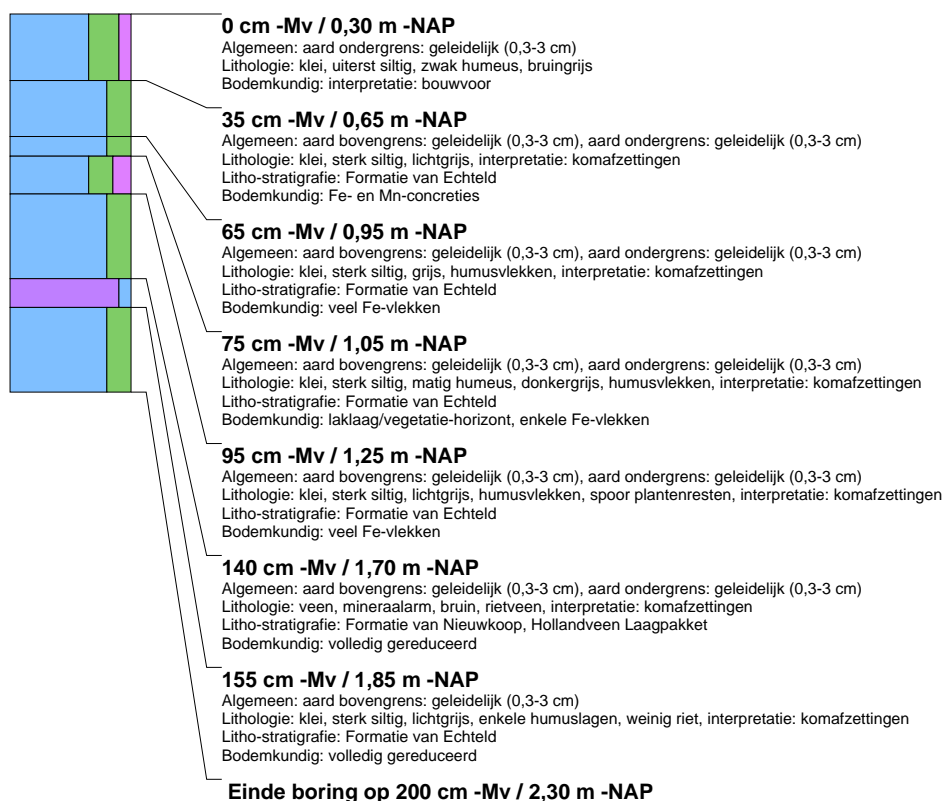 0 cm -Mv / 0,30 m -NAP
Algemeen: aard ondergrens: geleidelijk (0,3-3 cm)
Lithologie: klei, uiterst siltig, zwak humeus, bruingrijs
Bodemkundig: interpretatie: bouwvoor
35 cm -Mv / 0,65 m -NAP
Algemeen: aard bovengrens: geleidelijk (0,3-3 cm), aard ondergrens: geleidelijk (0,3-3 cm)
Lithologie: klei, sterk siltig, lichtgrijs, interpretatie: komafzettingen
Litho-stratigrafie: Formatie van Echteld
Bodemkundig: Fe- en Mn-concreties
65 cm -Mv / 0,95 m -NAP
Algemeen: aard bovengrens: geleidelijk (0,3-3 cm), aard ondergrens: geleidelijk (0,3-3 cm)
Lithologie: klei, sterk siltig, grijs, humusvlekken, interpretatie: komafzettingen
Litho-stratigrafie: Formatie van Echteld
Bodemkundig: veel Fe-vlekken
75 cm -Mv / 1,05 m -NAP
Algemeen: aard bovengrens: geleidelijk (0,3-3 cm), aard ondergrens: geleidelijk (0,3-3 cm)
Lithologie: klei, sterk siltig, matig humeus, donkergrijs, humusvlekken, interpretatie: komafzettingen
Litho-stratigrafie: Formatie van Echteld
Bodemkundig: laklaag/vegetatie-horizont, enkele Fe-vlekken
95 cm -Mv / 1,25 m -NAP
Algemeen: aard bovengrens: geleidelijk (0,3-3 cm), aard ondergrens: geleidelijk (0,3-3 cm)
Lithologie: klei, sterk siltig, lichtgrijs, humusvlekken, spoor plantenresten, interpretatie: komafzettingen
Litho-stratigrafie: Formatie van Echteld
Bodemkundig: veel Fe-vlekken
140 cm -Mv / 1,70 m -NAP
Algemeen: aard bovengrens: geleidelijk (0,3-3 cm), aard ondergrens: geleidelijk (0,3-3 cm)
Lithologie: veen, mineraalarm, bruin, rietveen, interpretatie: komafzettingen
Litho-stratigrafie: Formatie van Nieuwkoop, Hollandveen Laagpakket
Bodemkundig: volledig gereduceerd
155 cm -Mv / 1,85 m -NAP
Algemeen: aard bovengrens: geleidelijk (0,3-3 cm)
Lithologie: klei, sterk siltig, lichtgrijs, enkele humuslagen, weinig riet, interpretatie: komafzettingen
Litho-stratigrafie: Formatie van Echteld
Bodemkundig: volledig gereduceerd
Einde boring op 200 cm -Mv / 2,30 m -NAP